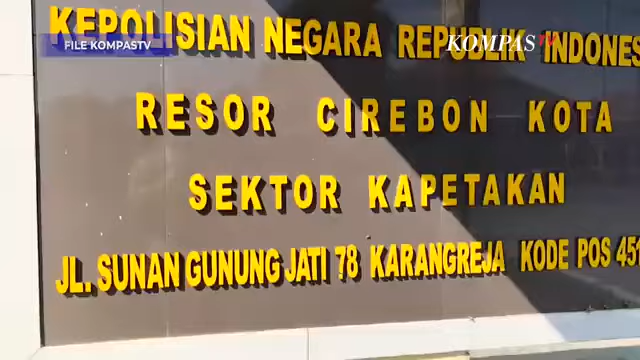 KEPOLISIAN NEGARA REPUBLIK INDONES
FILE KOMPASTV
KOMPASTV
RESOR CIREBON KOTA
SEKTOR KAPETAKAN
JL. SUNAN GUNUNG JATI 78 KARANGREJA KODE POS 451